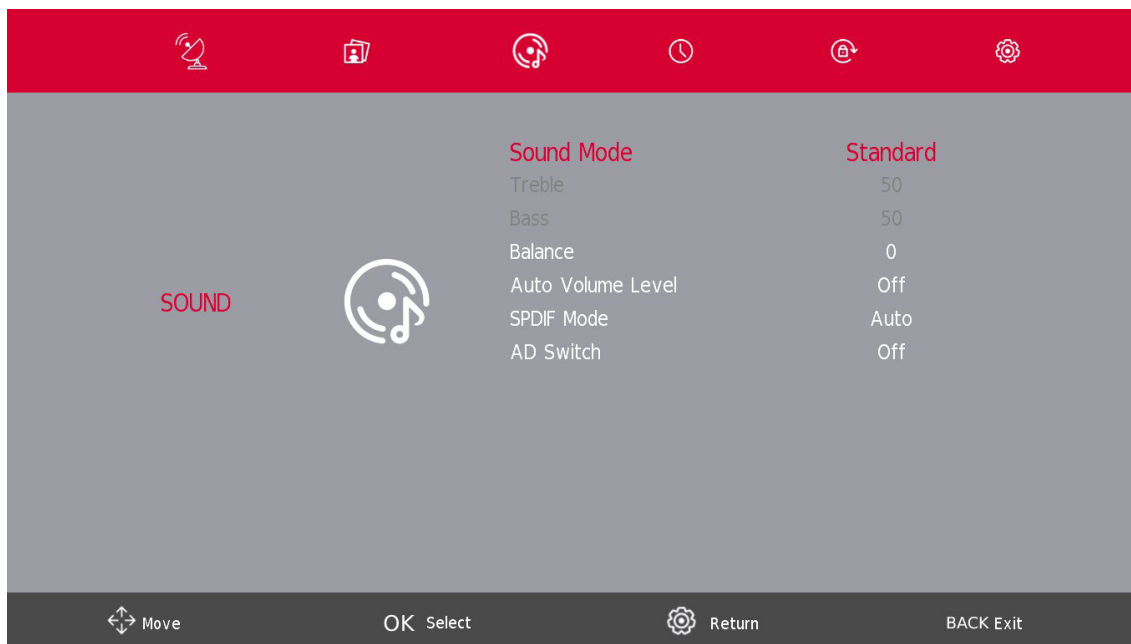 Sound Mode Standard
Treble 50
Bass 50
Balance 0
Auto Volume Level Off
SOUND
SPDIF Mode Auto
AD Switch Off
Move OK Select Return BACK Exit